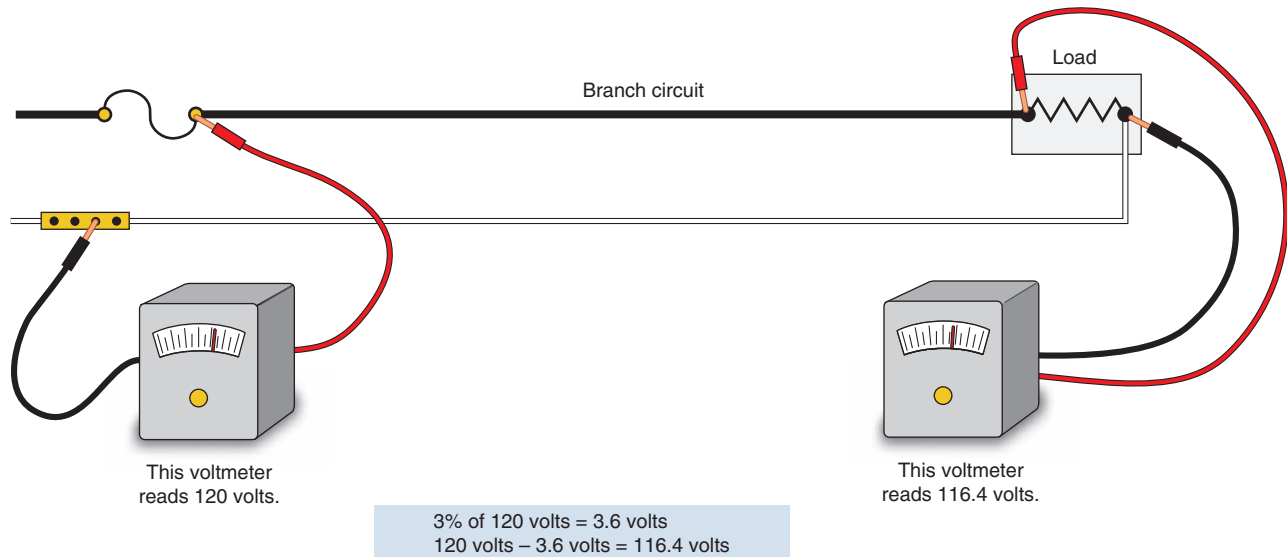 Load
Branch circuit
This voltmeter
reads 120 volts.
This voltmeter
reads 116.4 volts.
3% of 120 volts = 3.6 volts
120 volts – 3.6 volts = 116.4 volts